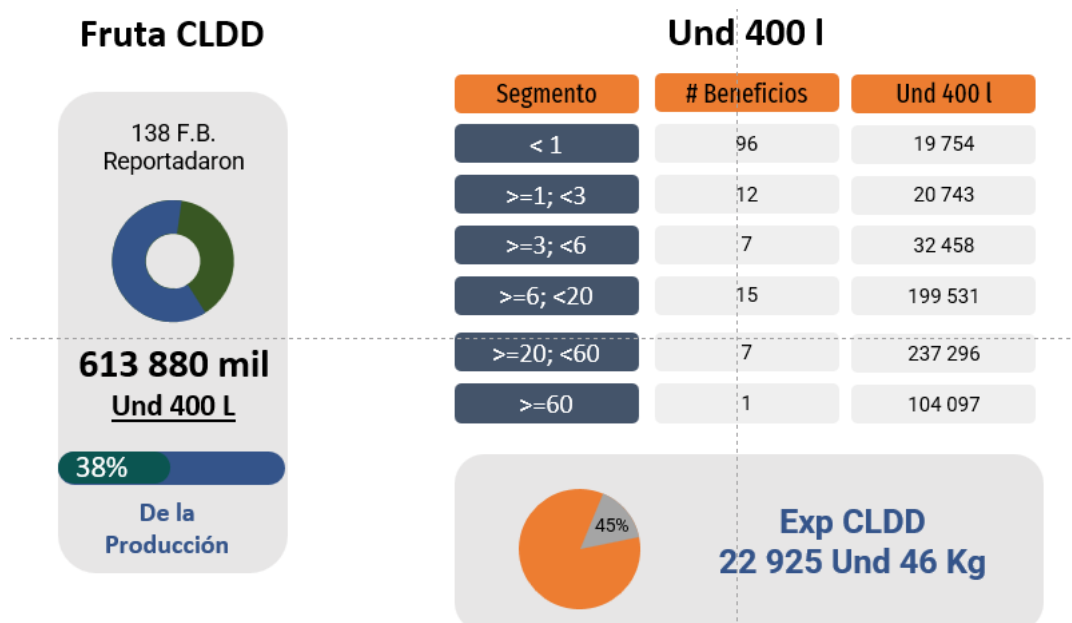 Fruta CLDD
138 F.B.
Reportadaron
613 880 mil
Und 400 L
38%
De la
Producción
Und 400 l
Segmento # Beneficios Und 400 l
< 1 96 19 754
>=1; <3 12 20 743
>=3; <6 7 32 458
>=6; <20 15 199 531
>=20; <60 7 237 296
>=60 1 104 097
45%
Exp CLDD
22 925 Und 46 Kg